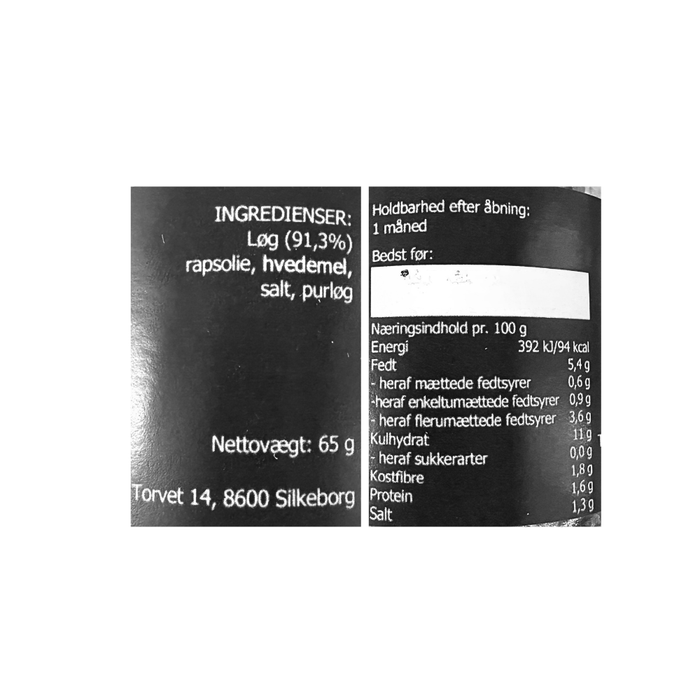 INGREDIENSER:
Løg (91,3%)
rapsolie, hvedemel,
salt, purløg
Nettovægt: 65 g
Torvet 14, 8600 Silkeborg
Holdbarhed efter åbning:
1 måned
Bedst før:
Næringsindhold pr. 100 g
Energi 392 kJ/94 kcal
Fedt 5,4 g
- heraf mættede fedtsyrer 0,6 g
-heraf enkeltumættede fedtsyrer 0,9 g
- heraf flerumættede fedtsyrer 3,6 g
Kulhydrat 11 g
- heraf sukkerarter 0,0 g
Kostfibre 1,8 g
Protein 1,6 g
Salt 1,3 g